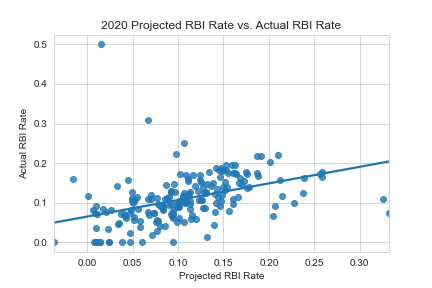 2020 Projected RBI Rate vs. Actual RBI Rate
0.5
0.4
0.3
0.2
0.1
0.0
Actual RBI Rate
0.00 0.05 0.10 0.15 0.20 0.25 0.30
Projected RBI Rate